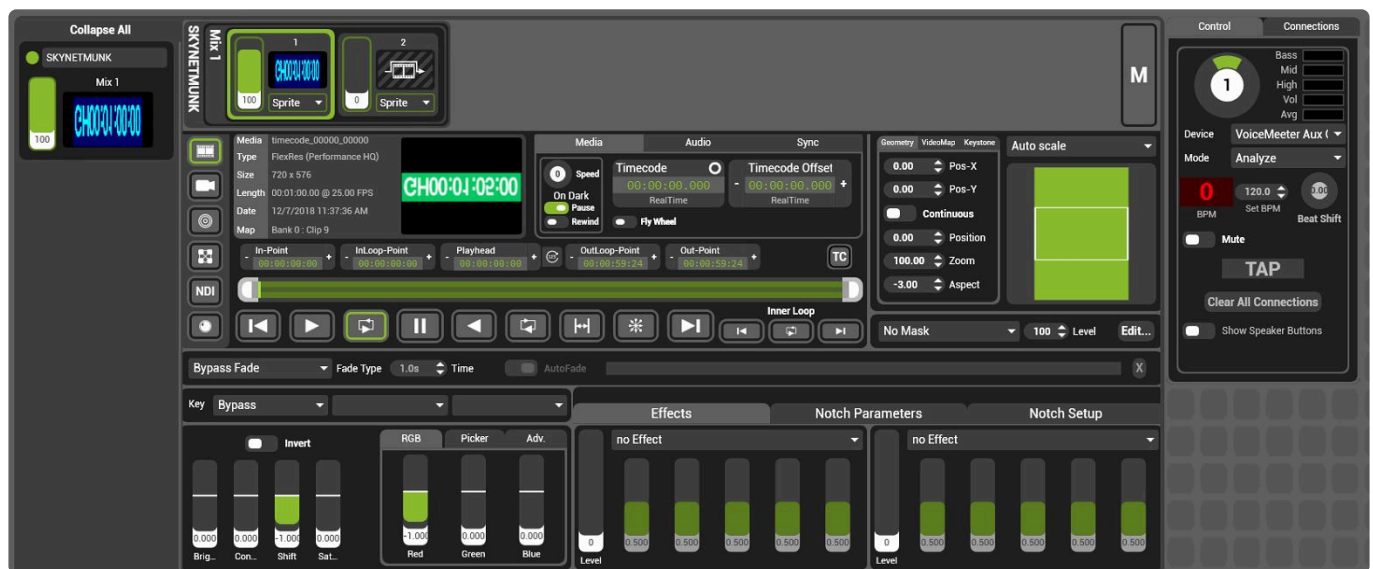 Collapse All
SKYNETMUNK
Mix 1
100
SKYNETMUNK
Mix 1
1
100
Sprite
2
0
Sprite
M
Media timecode_00000_00000
Type FlexRes (Performance HQ)
Size 720 x 576
Length 00:01:00.00 @ 25.00 FPS
Date 12/7/2018 11:37:36 AM
Map Bank 0 : Clip 9
Media Audio Sync
0 Speed
On Dark
Pause
Rewind
Timecode
00:00:00.000
RealTime
Timecode Offset
- 00:00:00.000 +
RealTime
Fly Wheel
In-Point
- 00:00:00:00 +
InLoop-Point
- 00:00:00:00 +
Playhead
- 00:00:00:00 +
OutLoop-Point
- 00:00:59:24 +
Out-Point
- 00:00:59:24 +
TC
NDI
Inner Loop
Geometry VideoMap Keystone
0.00 Pos-X
0.00 Pos-Y
Continuous
0.00 Position
100.00 Zoom
-3.00 Aspect
Auto scale
No Mask 100 Level Edit...
Bypass Fade Fade Type 1.0s Time AutoFade X
Key Bypass
Invert
0.000 0.000 -1.000 0.000
Brig... Con... Shift Sat...
RGB Picker Adv.
-1.000 0.000 0.000
Red Green Blue
Effects Notch Parameters Notch Setup
no Effect
0 0.500 0.500 0.500 0.500 0.500
Level
no Effect
0 0.500 0.500 0.500 0.500 0.500
Level
Control Connections
1
Bass
Mid
High
Vol
Avg
Device VoiceMeeter Aux (
Mode Analyze
0
BPM
120.0
Set BPM
0.00
Beat Shift
Mute
TAP
Clear All Connections
Show Speaker Buttons